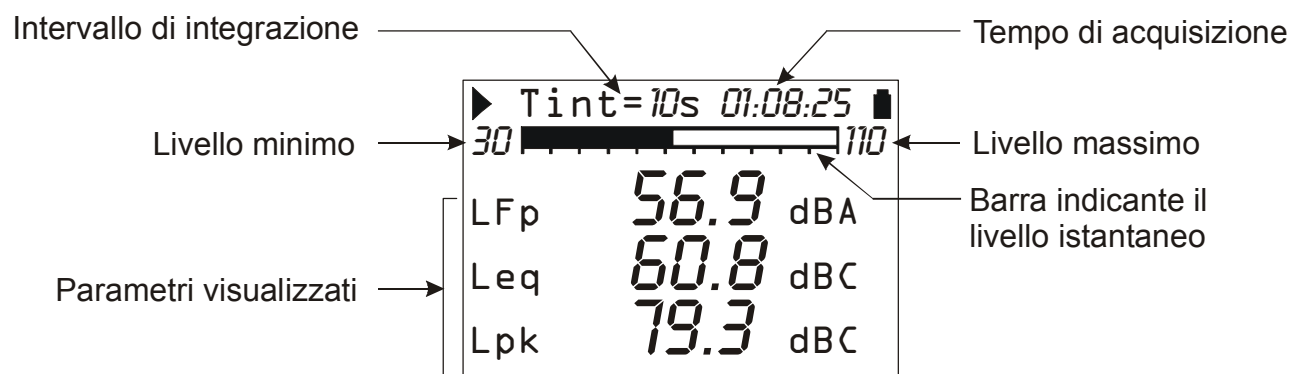 Intervallo di integrazione
Tempo di acquisizione
Tint=10s 01:08:25
Livello minimo
30
110
Livello massimo
Barra indicante il
livello istantaneo
Parametri visualizzati
LFp 56.9 dBA
Leq 60.8 dBC
Lpk 79.3 dBC